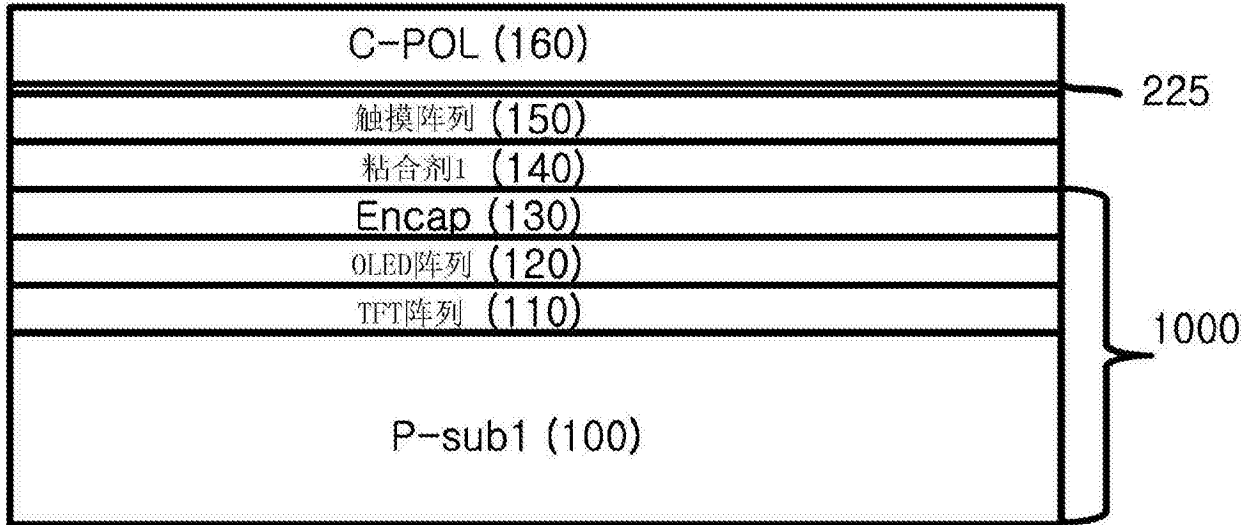 C-POL (160)
225
触摸阵列 (150)
粘合剂1 (140)
Encap (130)
OLED阵列 (120)
TFT阵列 (110)
1000
P-sub1 (100)